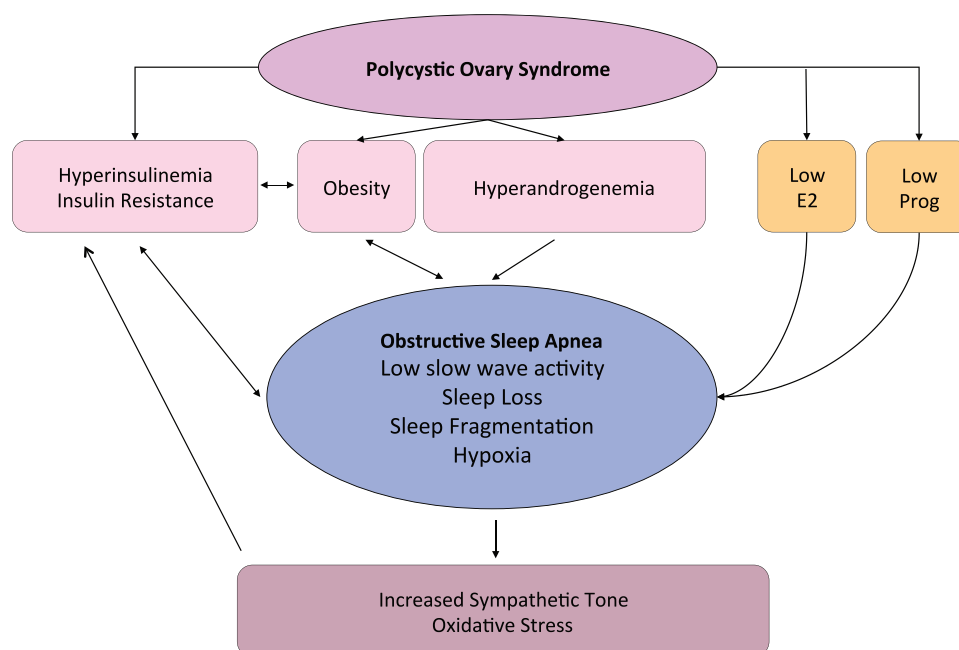 Polycystic Ovary Syndrome
Hyperinsulinemia
Insulin Resistance
Obesity
Hyperandrogenemia
Low
E2
Low
Prog
Obstructive Sleep Apnea
Low slow wave activity
Sleep Loss
Sleep Fragmentation
Hypoxia
Increased Sympathetic Tone
Oxidative Stress